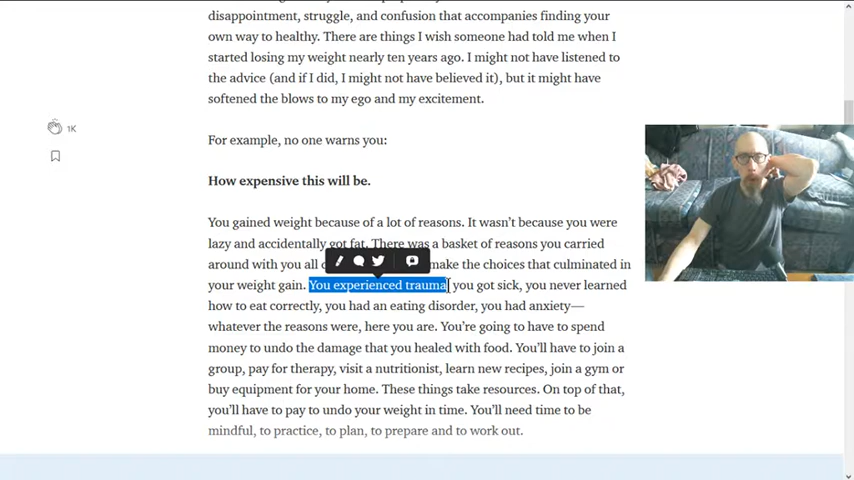 disappointment, struggle, and confusion that accompanies finding your
own way to healthy. There are things I wish someone had told me when I
started losing my weight nearly ten years ago. I might not have listened to
the advice (and if I did, I might not have believed it), but it might have
softened the blows to my ego and my excitement.
1K
For example, no one warns you:
How expensive this will be.
You gained weight because of a lot of reasons. It wasn’t because you were
lazy and accidentally got fat. There was a basket of reasons you carried
around with you all make the choices that culminated in
your weight gain. You experienced trauma, you got sick, you never learned
how to eat correctly, you had an eating disorder, you had anxiety—
whatever the reasons were, here you are. You’re going to have to spend
money to undo the damage that you healed with food. You’ll have to join a
group, pay for therapy, visit a nutritionist, learn new recipes, join a gym or
buy equipment for your home. These things take resources. On top of that,
you’ll have to pay to undo your weight in time. You’ll need time to be
mindful, to practice, to plan, to prepare and to work out.